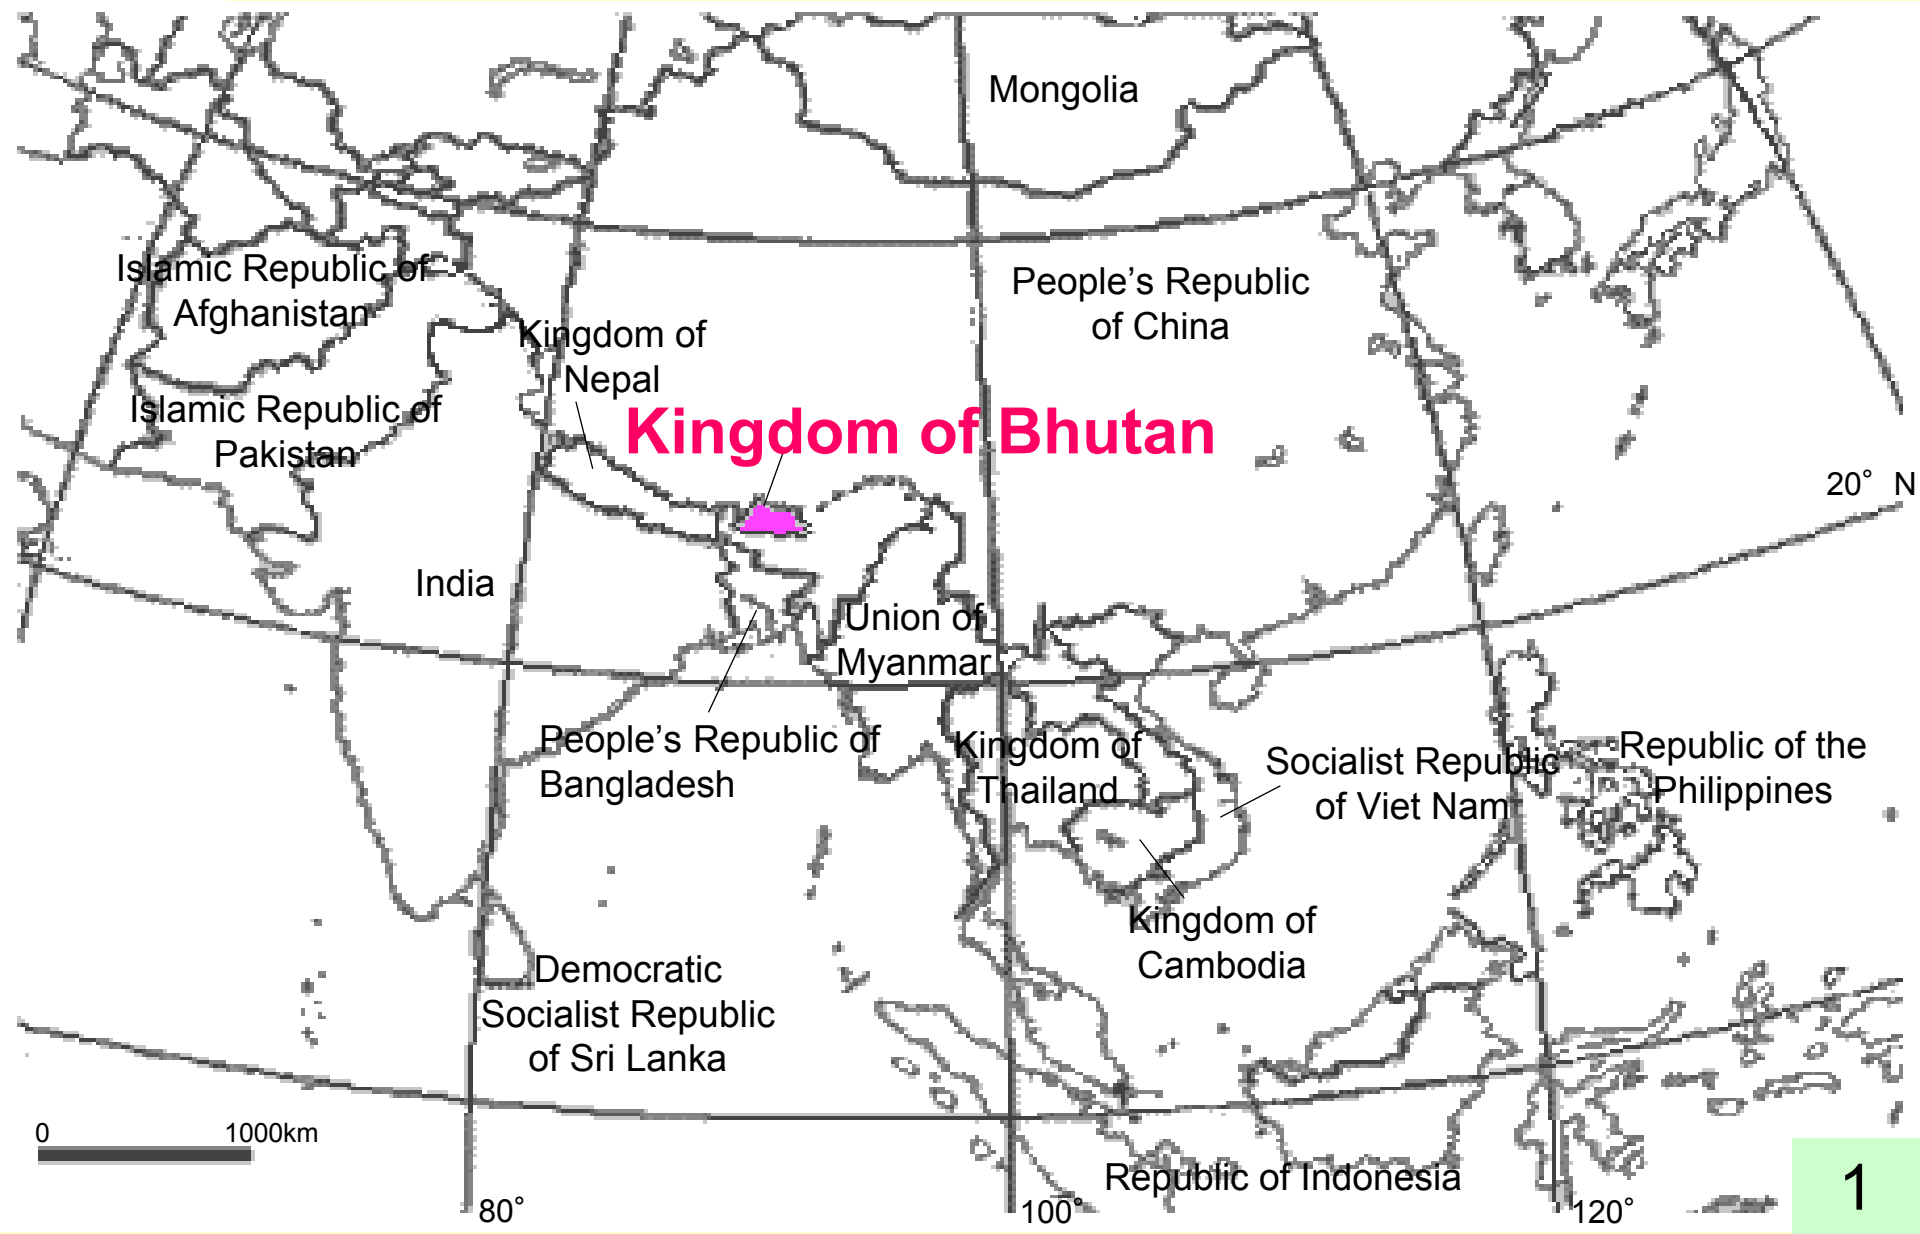 Mongolia
Islamic Republic of
Afghanistan
People’s Republic
of China
Kingdom of
Nepal
Islamic Republic of
Pakistan
Kingdom of Bhutan
20° N
India
Union of
Myanmar
People’s Republic of
Bangladesh
Kingdom of
Thailand
Socialist Republic
of Viet Nam
Republic of the
Philippines
Kingdom of
Cambodia
Democratic
Socialist Republic
of Sri Lanka
0 1000km
Republic of Indonesia
80° 100° 120°
1